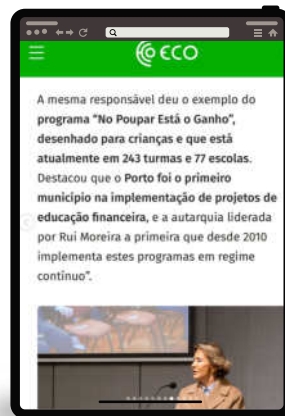 ECO
A mesma responsável deu o exemplo do
programa “No Poupar Está o Ganho”,
desenhado para crianças e que está
atualmente em 243 turmas e 77 escolas.
Destacou que o Porto foi o primeiro
município na implementação de projetos de
educação financeira, e a autarquia liderada
por Rui Moreira a primeira que desde 2010
implementa estes programas em regime
contínuo”.